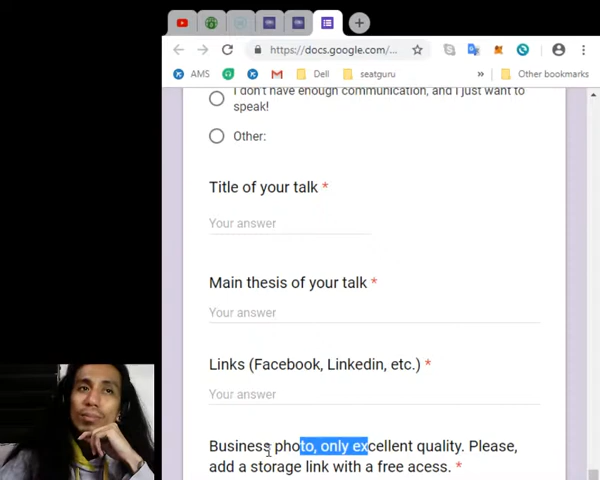 https://docs.google.com/...
AMS
Dell
seatguru
»
Other bookmarks
I don't have enough communication, and I just want to
speak!
Other:
Title of your talk *
Your answer
Main thesis of your talk *
Your answer
Links (Facebook, Linkedin, etc.) *
Your answer
Business photo, only excellent quality. Please,
add a storage link with a free acess. *